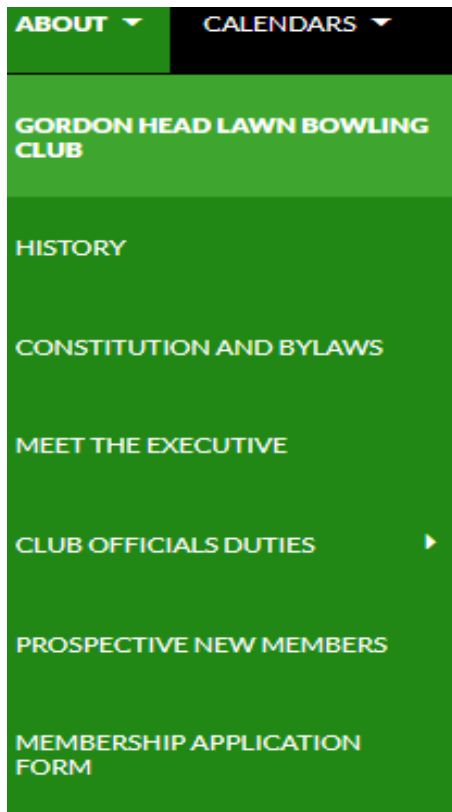 ABOUT CALENDARS
GORDON HEAD LAWN BOWLING
CLUB
HISTORY
CONSTITUTION AND BYLAWS
MEET THE EXECUTIVE
CLUB OFFICIALS DUTIES
PROSPECTIVE NEW MEMBERS
MEMBERSHIP APPLICATION
FORM